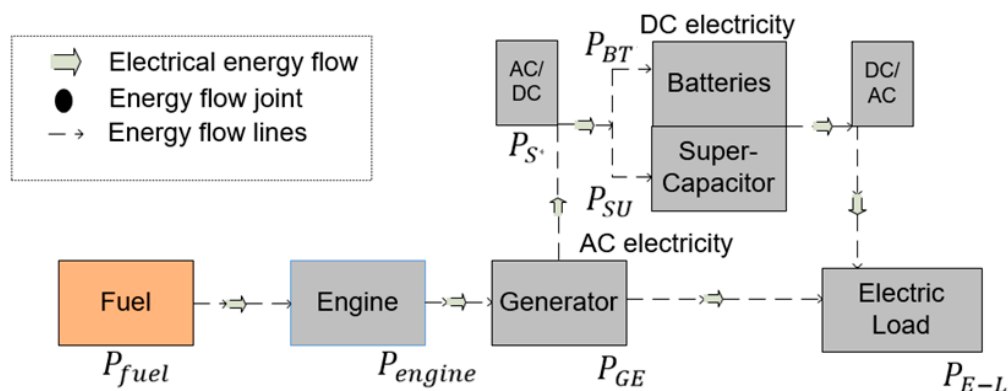 Electrical energy flow
Energy flow joint
Energy flow lines
AC/
DC
P_S+
P_BT
P_SU
DC electricity
Batteries
Super-
Capacitor
DC/
AC
AC electricity
Fuel
P_fuel
Engine
P_engine
Generator
P_GE
Electric
Load